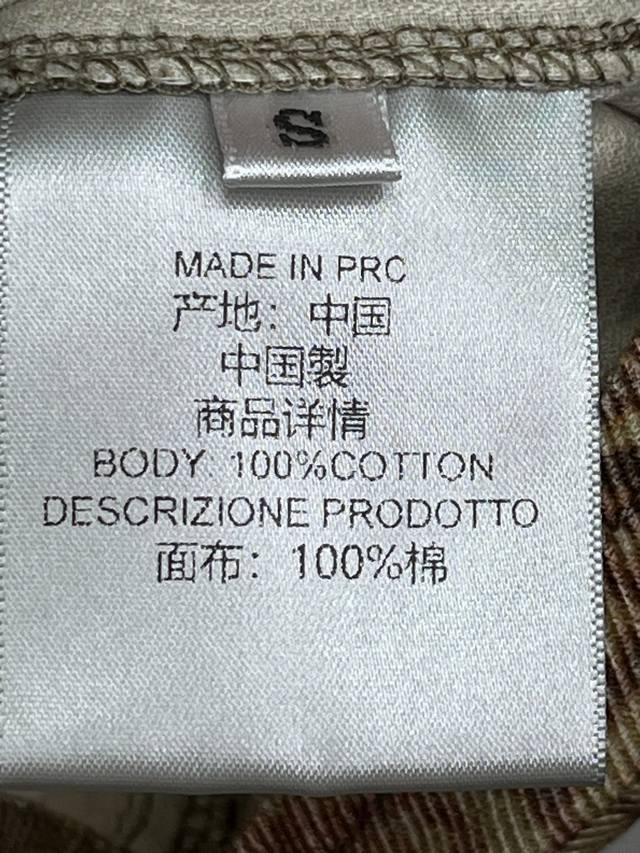 S
MADE IN PRC
产地：中国
中国製
商品详情
BODY: 100%COTTON
DESCRIZIONE PRODOTTO
面布：100%棉